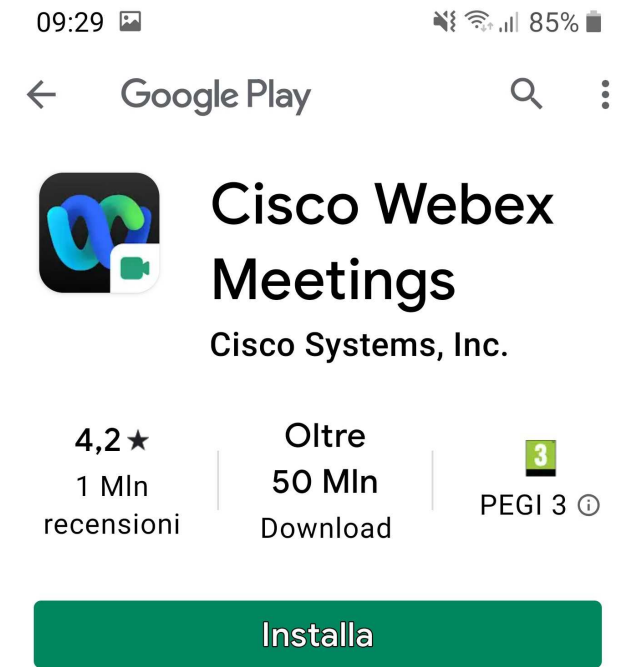 09:29 85%
Google Play
Cisco Webex
Meetings
Cisco Systems, Inc.
4,2★
1 Mln
recensioni
Oltre
50 Mln
Download
3
PEGI 3
Installa